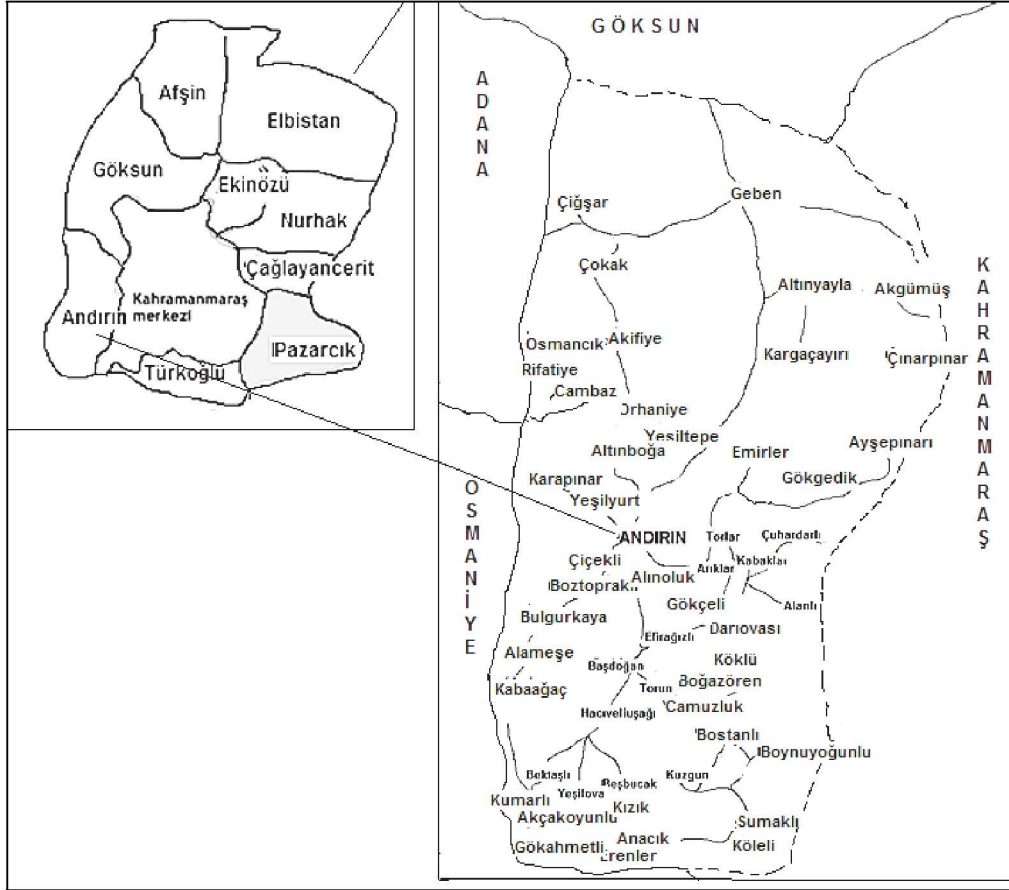 Afşin
Elbistan
Göksun
Ekinözü
Nurhak
Çağlayancerit
Kahramanmaraş
merkezi
Andırın
Pazarcık
Türkoğlu
GÖKSUN
ADANA
KAHRAMANMARAŞ
OSMANİYE
Geben
Çiğşar
Çokak
Altınyayla
Akgümüş
Osmancık
Akifiye
Kargaçayırı
Çınarpınar
Rifatiye
Cambaz
Orhaniye
Yeşiltepe
Altınboğa
Emirler
Ayşepınarı
Gökgedik
Karapınar
Yeşilyurt
ANDIRIN
Torlar
Çuhardarlı
Çiçekli
Arıklar
Kabaklar
Alınoluk
Boztoprak
Gökçeli
Alanlı
Bulgurkaya
Efirağızlı
Darıovası
Alameşe
Başdoğan
Köklü
Kabaağaç
Torun
Boğazören
Camuzluk
Hacıvelluşağı
Bostanlı
Boynuyoğunlu
Bektaşlı
Yeşilova
Beşbucak
Kuzgun
Kumarlı
Kızık
Akçakoyunlu
Sumaklı
Gökahmetli
Anacık
Köleli
Erenler